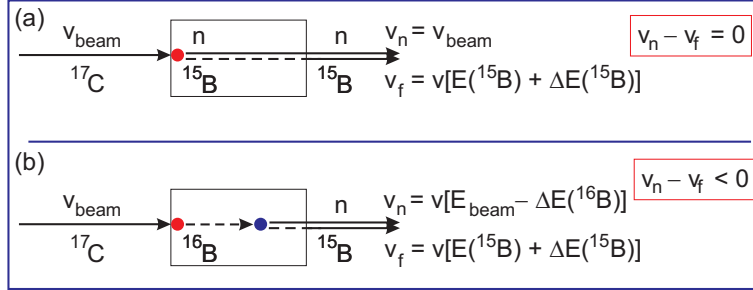 (a)
v_beam n n v_n = v_beam v_n – v_f = 0
¹⁷C ¹⁵B ¹⁵B v_f = v[E(¹⁵B) + ΔE(¹⁵B)]
(b)
v_beam n v_n = v[E_beam – ΔE(¹⁶B)] v_n – v_f < 0
¹⁷C ¹⁶B ¹⁵B v_f = v[E(¹⁵B) + ΔE(¹⁵B)]